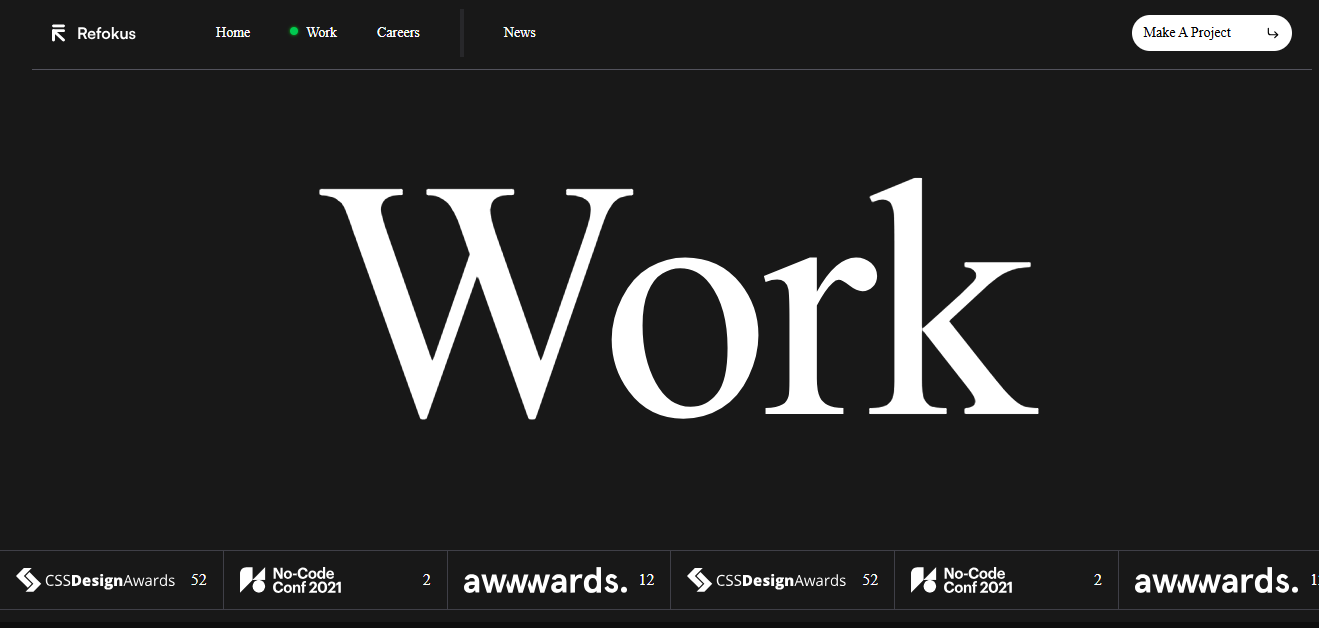 Refokus Home Work Careers News Make A Project
Work
CSSDesignAwards 52 No-Code Conf 2021 2 awwwards. 12 CSSDesignAwards 52 No-Code Conf 2021 2 awwwards.